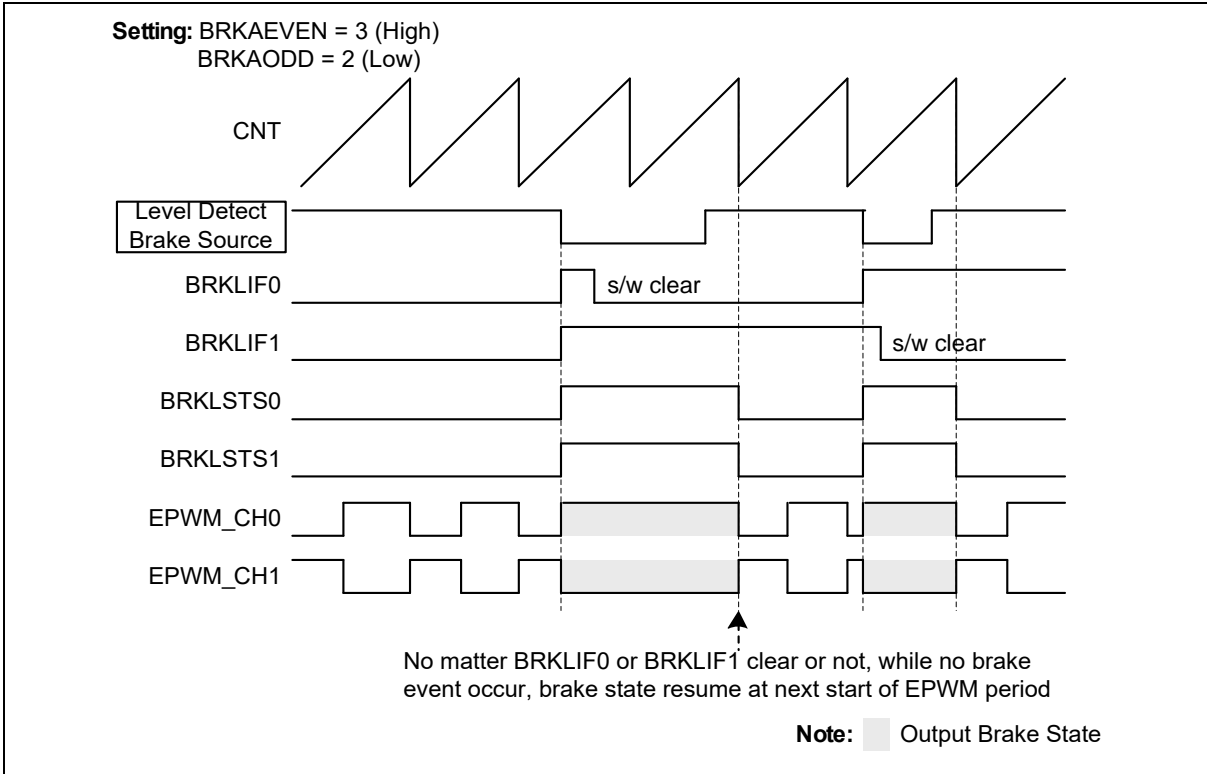 Setting: BRKAEVEN = 3 (High)
BRKAODD = 2 (Low)
CNT
Level Detect
Brake Source
BRKLIF0
s/w clear
BRKLIF1
s/w clear
BRKLSTS0
BRKLSTS1
EPWM_CH0
EPWM_CH1
No matter BRKLIF0 or BRKLIF1 clear or not, while no brake
event occur, brake state resume at next start of EPWM period
Note: Output Brake State